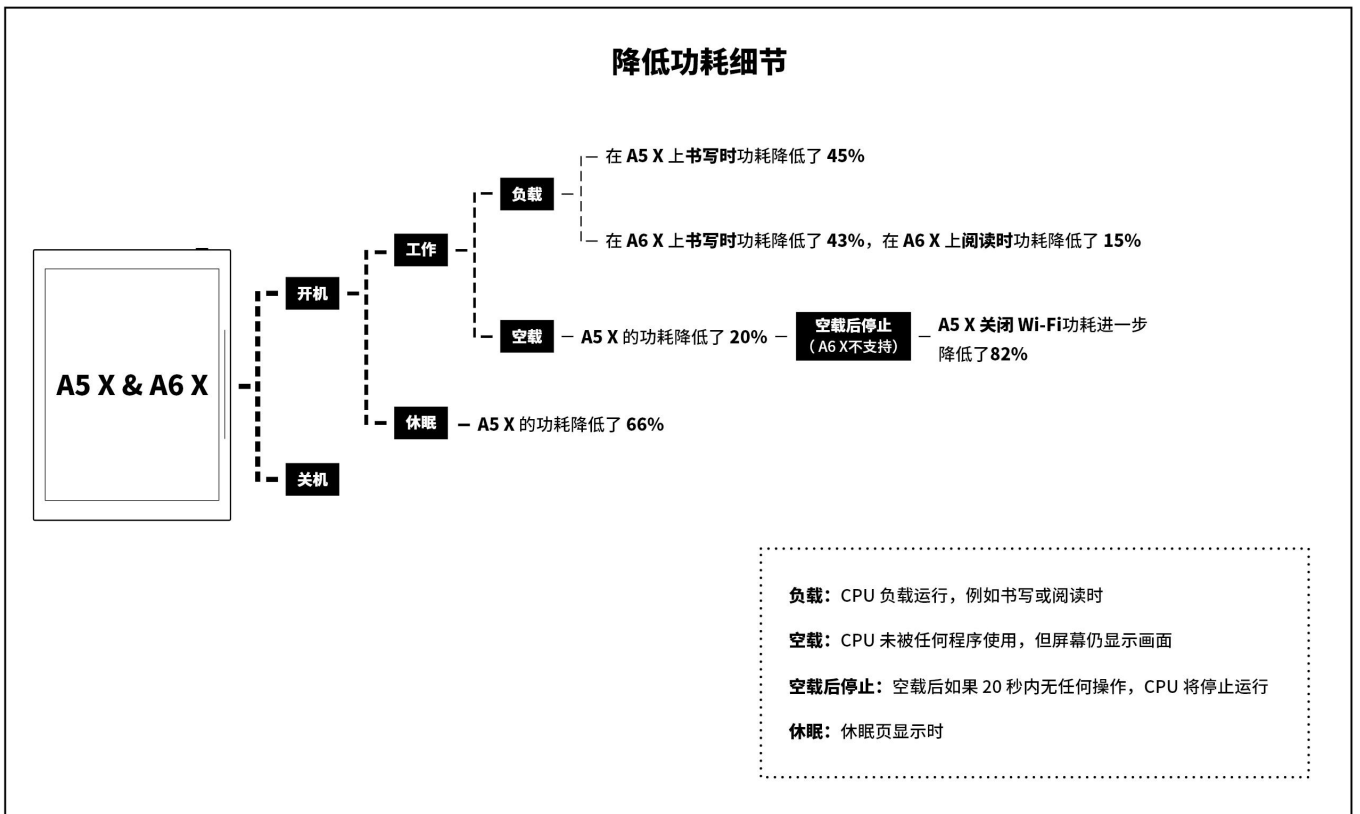 降低功耗细节
在 A5 X 上书写时功耗降低了 45%
负载
在 A6 X 上书写时功耗降低了 43%，在 A6 X 上阅读时功耗降低了 15%
工作
开机
空载
A5 X 的功耗降低了 20%
空载后停止
（A6 X不支持）
A5 X 关闭 Wi-Fi功耗进一步
降低了82%
A5 X & A6 X
休眠
A5 X 的功耗降低了 66%
关机
负载：CPU 负载运行，例如书写或阅读时
空载：CPU 未被任何程序使用，但屏幕仍显示画面
空载后停止：空载后如果 20 秒内无任何操作，CPU 将停止运行
休眠：休眠页显示时